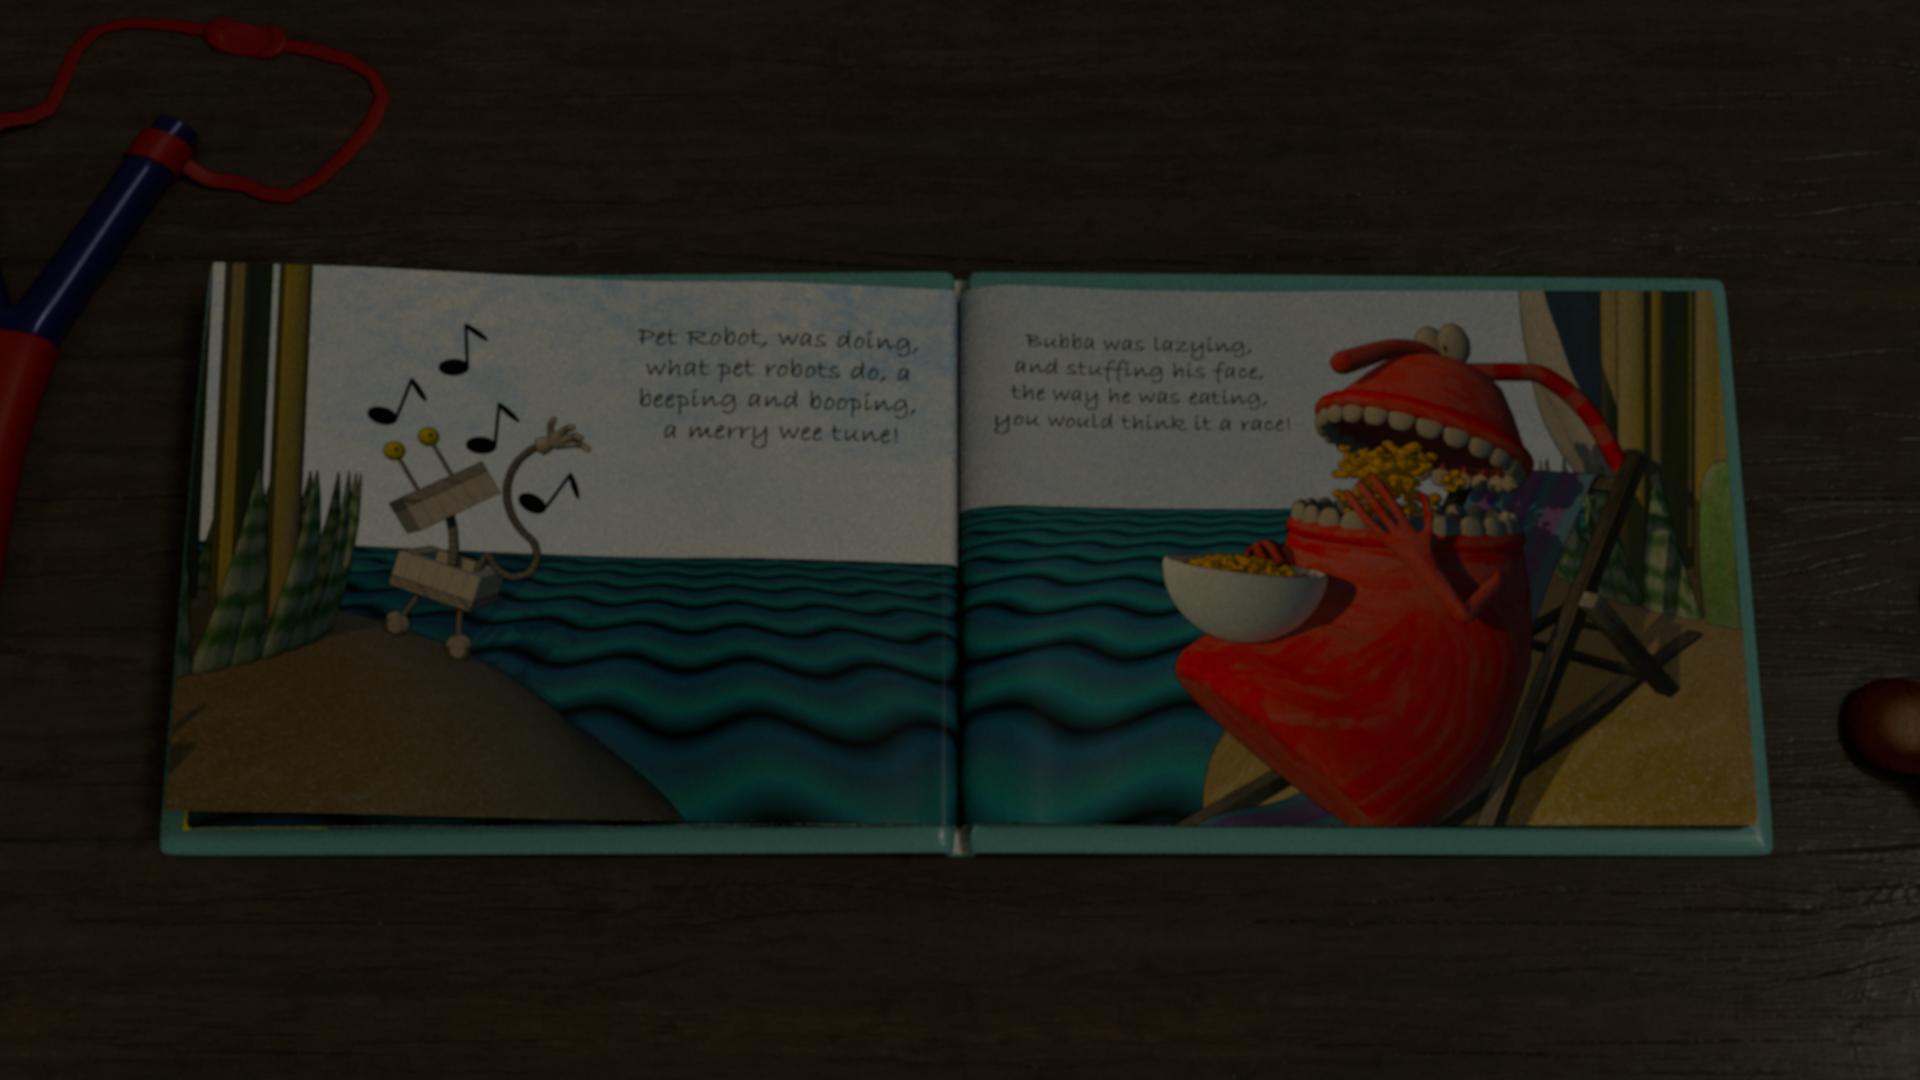 Pet Robot, was doing,
what pet robots do, a
beeping and booping,
a merry wee tune!
Bubba was lazying,
and stuffing his face,
the way he was eating,
you would think it a race!